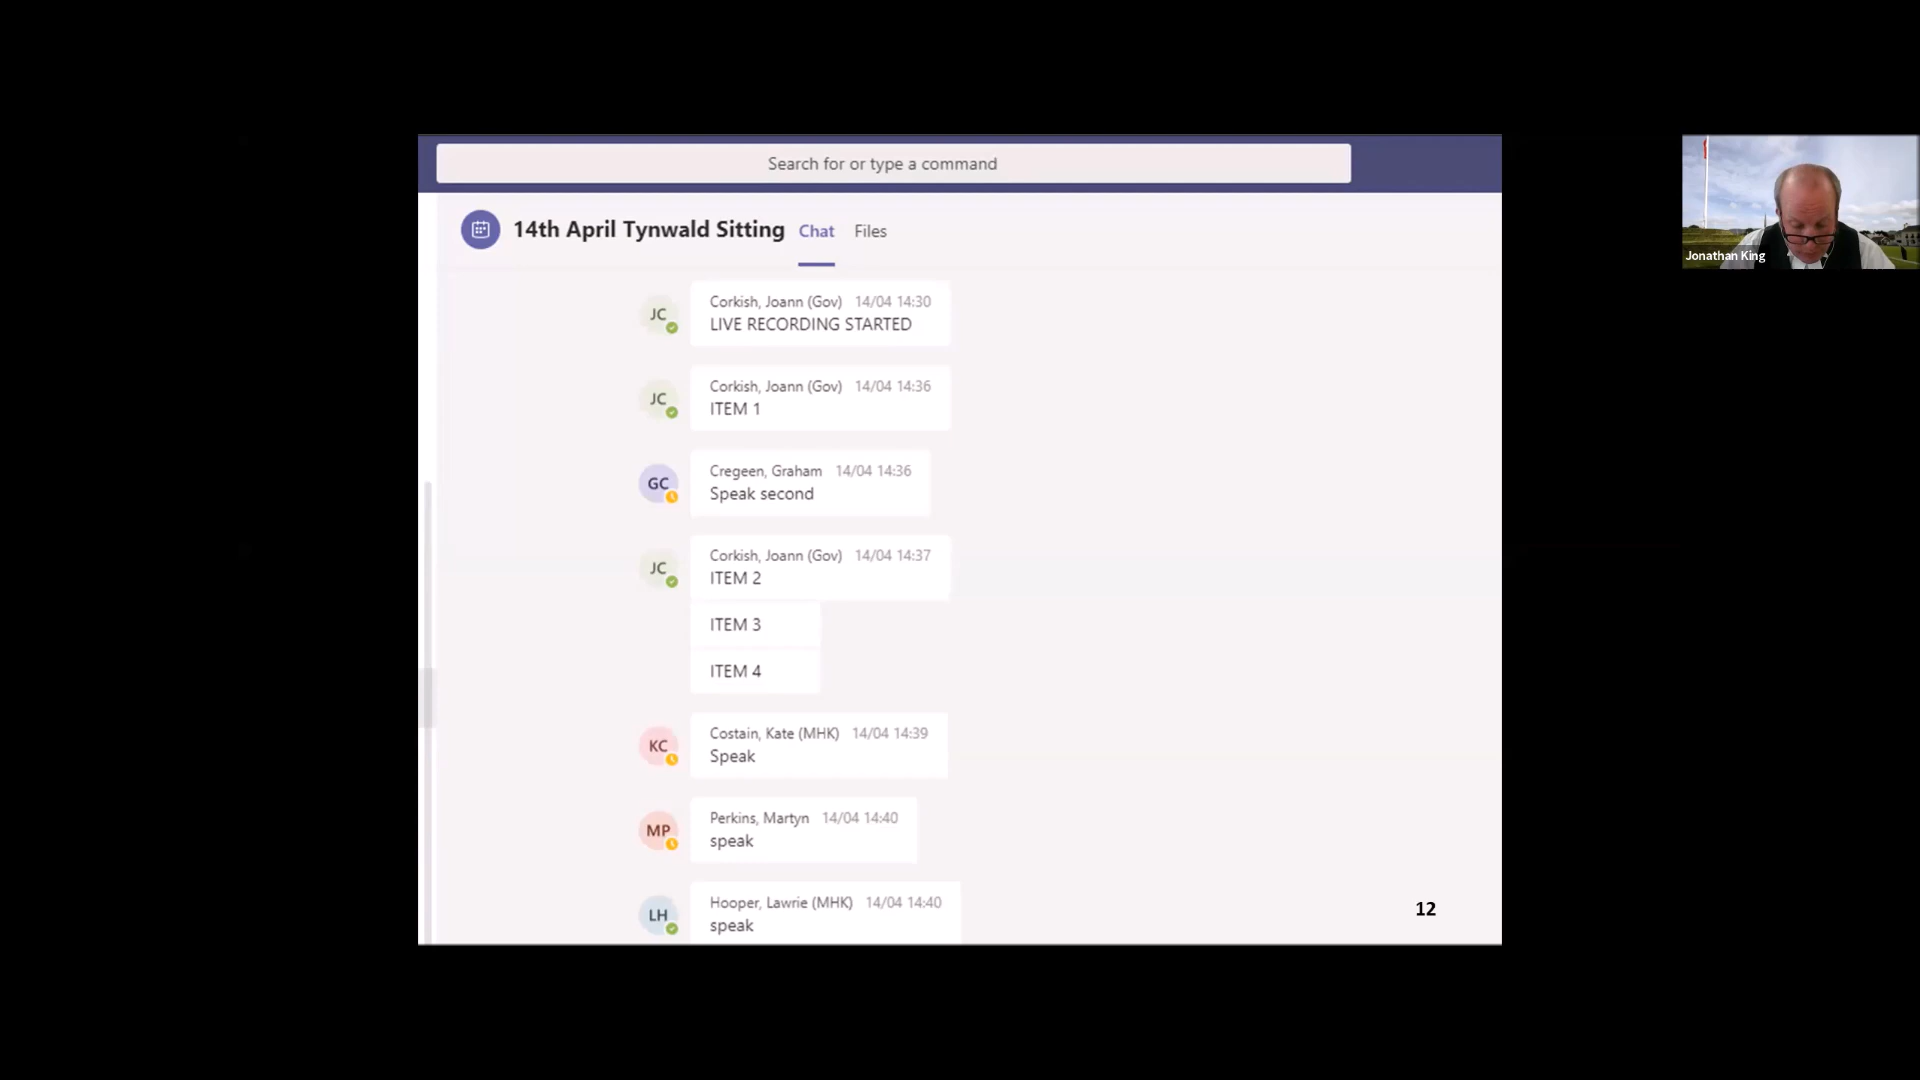 Search for or type a command
14th April Tynwald Sitting Chat Files
JC
Corkish, Joann (Gov) 14/04 14:30
LIVE RECORDING STARTED
JC
Corkish, Joann (Gov) 14/04 14:36
ITEM 1
GC
Cregeen, Graham 14/04 14:36
Speak second
JC
Corkish, Joann (Gov) 14/04 14:37
ITEM 2
ITEM 3
ITEM 4
KC
Costain, Kate (MHK) 14/04 14:39
Speak
MP
Perkins, Martyn 14/04 14:40
speak
LH
Hooper, Lawrie (MHK) 14/04 14:40
speak
12
Jonathan King